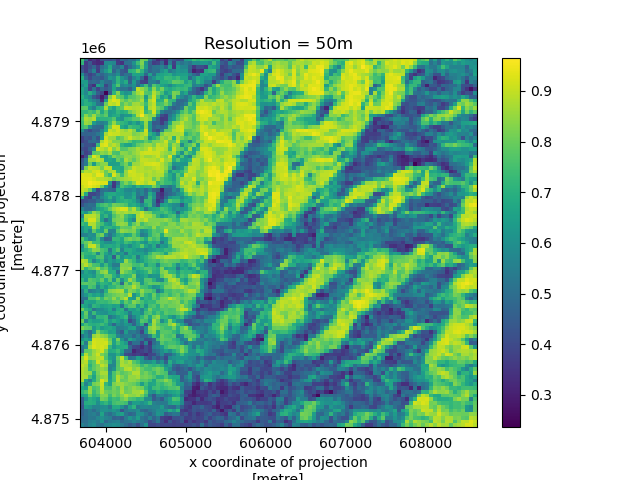 Resolution = 50m
1e6
4.879
4.878
4.877
4.876
4.875
y coordinate of projection
[metre]
604000 605000 606000 607000 608000
x coordinate of projection
[metre]
0.9
0.8
0.7
0.6
0.5
0.4
0.3